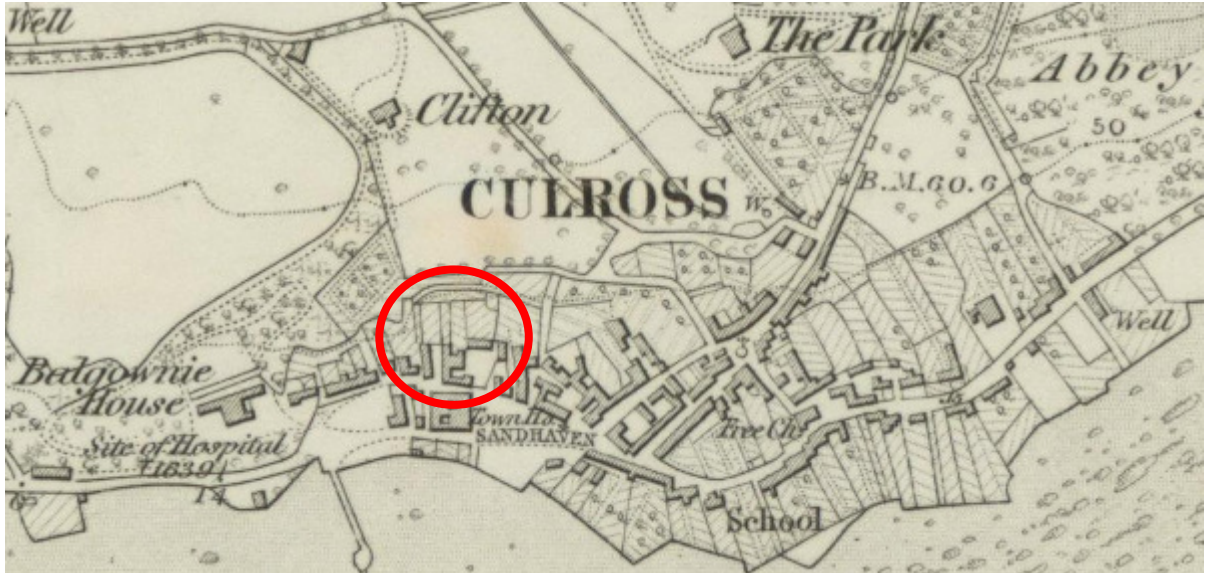 Well
The Park
Abbey
Clifton
50
CULROSS
W.
B.M.60.6
Well
Balgownie
House
Town Ho.
SANDHAVEN
Free Ch.
Site of Hospital
14
School